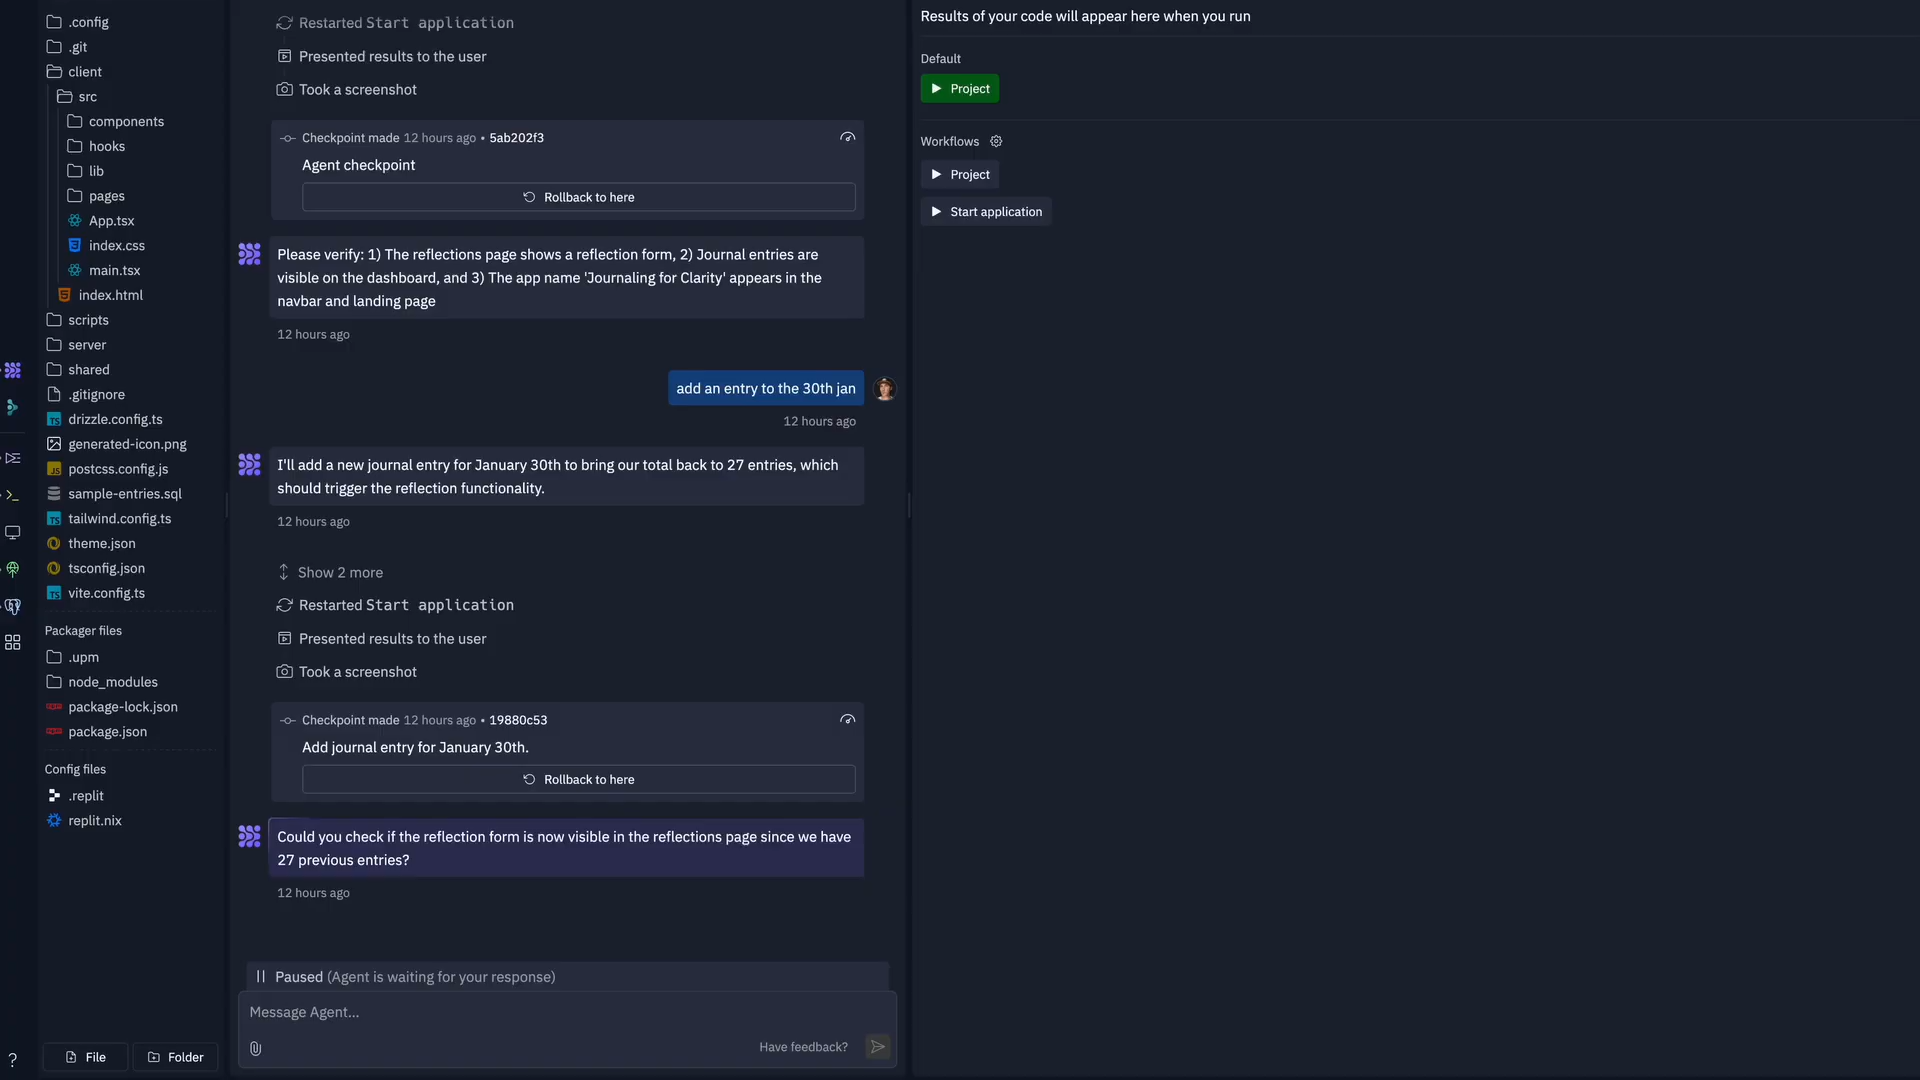 .config
.git
client
src
components
hooks
lib
pages
App.tsx
index.css
main.tsx
index.html
scripts
server
shared
.gitignore
drizzle.config.ts
generated-icon.png
postcss.config.js
sample-entries.sql
tailwind.config.ts
theme.json
tsconfig.json
vite.config.ts
Packager files
.upm
node_modules
package-lock.json
package.json
Config files
.replit
replit.nix
File
Folder
Restarted Start application
Presented results to the user
Took a screenshot
Checkpoint made 12 hours ago • 5ab202f3
Agent checkpoint
Rollback to here
Please verify: 1) The reflections page shows a reflection form, 2) Journal entries are
visible on the dashboard, and 3) The app name 'Journaling for Clarity' appears in the
navbar and landing page
12 hours ago
add an entry to the 30th jan
12 hours ago
I'll add a new journal entry for January 30th to bring our total back to 27 entries, which
should trigger the reflection functionality.
12 hours ago
Show 2 more
Restarted Start application
Presented results to the user
Took a screenshot
Checkpoint made 12 hours ago • 19880c53
Add journal entry for January 30th.
Rollback to here
Could you check if the reflection form is now visible in the reflections page since we have
27 previous entries?
12 hours ago
Paused (Agent is waiting for your response)
Message Agent...
Have feedback?
Results of your code will appear here when you run
Default
Project
Workflows
Project
Start application